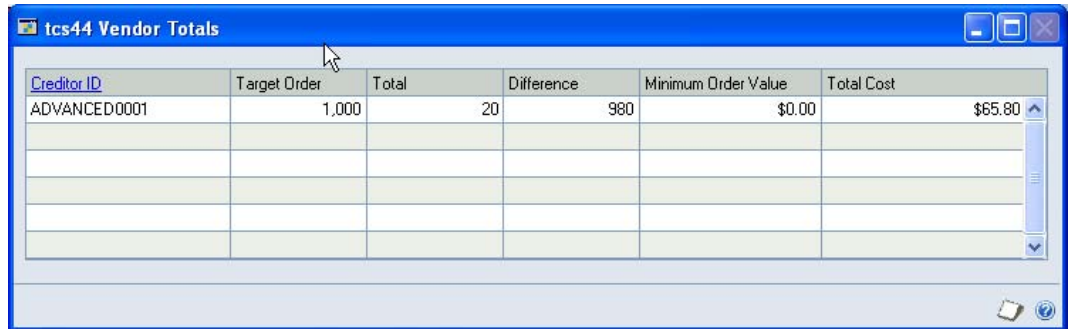 tcs44 Vendor Totals
Creditor ID Target Order Total Difference Minimum Order Value Total Cost
ADVANCED0001 1,000 20 980 $0.00 $65.80